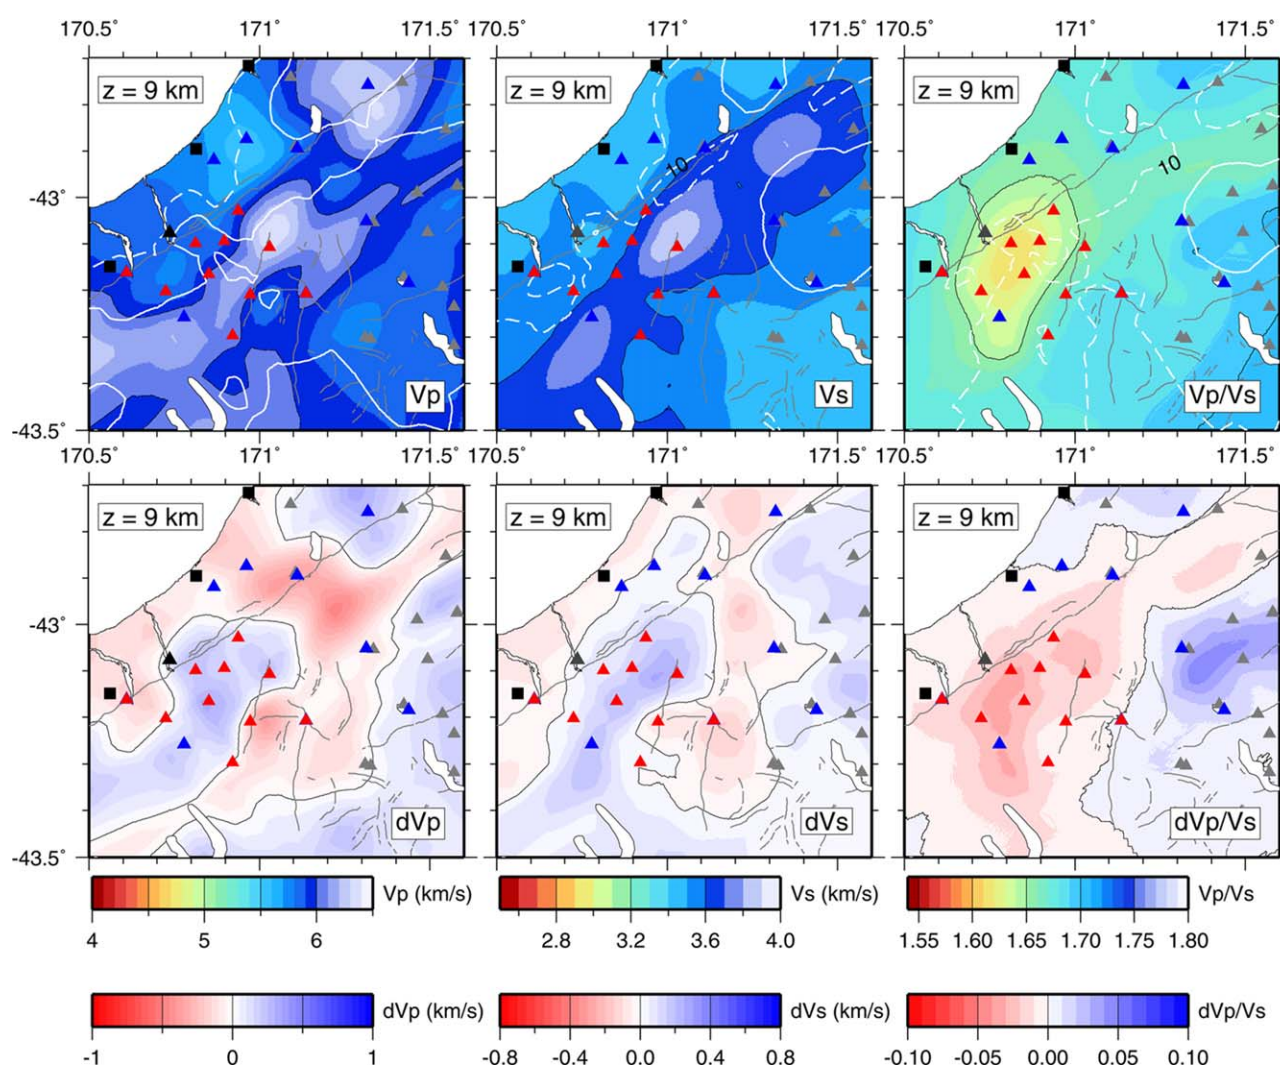 170.5° 171° 171.5° 170.5° 171° 171.5° 170.5° 171° 171.5°
z = 9 km z = 9 km z = 9 km
10 10
-43°
Vp Vs Vp/Vs
-43.5°
170.5° 171° 171.5° 170.5° 171° 171.5° 170.5° 171° 171.5°
z = 9 km z = 9 km z = 9 km
-43°
dVp dVs dVp/Vs
-43.5°
Vp (km/s) Vs (km/s) Vp/Vs
4 5 6 2.8 3.2 3.6 4.0 1.55 1.60 1.65 1.70 1.75 1.80
dVp (km/s) dVs (km/s) dVp/Vs
-1 0 1 -0.8 -0.4 0.0 0.4 0.8 -0.10 -0.05 0.00 0.05 0.10